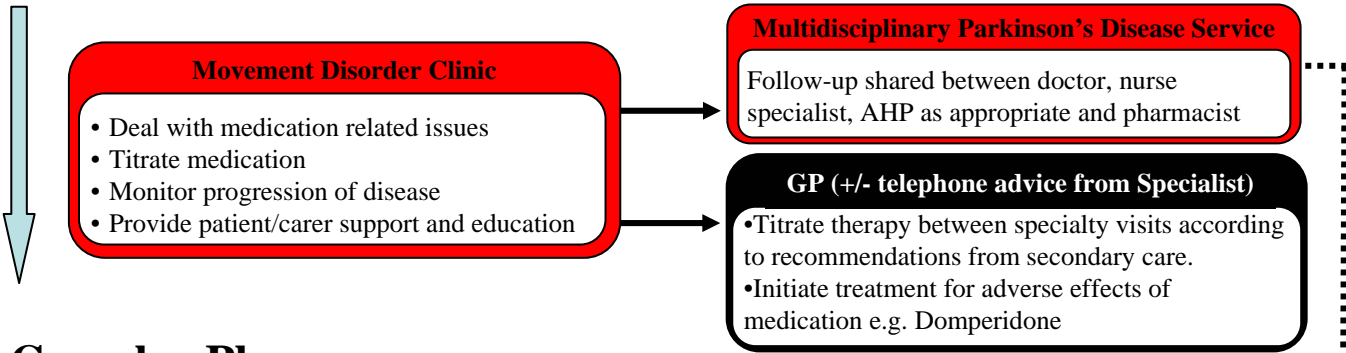 Movement Disorder Clinic
• Deal with medication related issues
• Titrate medication
• Monitor progression of disease
• Provide patient/carer support and education
Multidisciplinary Parkinson's Disease Service
Follow-up shared between doctor, nurse
specialist, AHP as appropriate and pharmacist
GP (+/- telephone advice from Specialist)
•Titrate therapy between specialty visits according
to recommendations from secondary care.
•Initiate treatment for adverse effects of
medication e.g. Domperidone